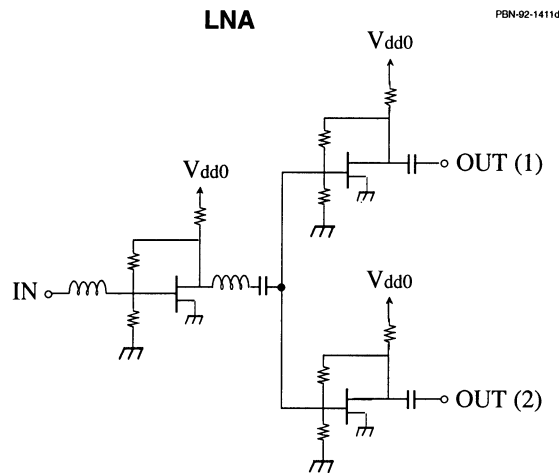 LNA
PBN-92-1411d
Vdd0
OUT (1)
Vdd0
Vdd0
IN
OUT (2)